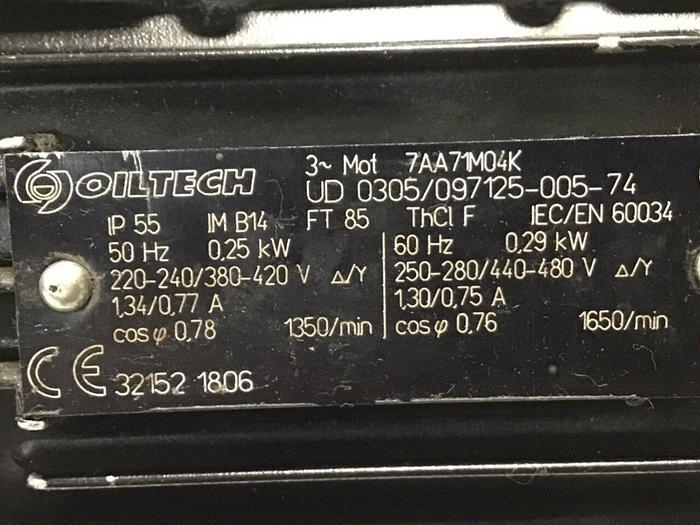 OILTECH
3~ Mot 7AA71M04K
UD 0305/097125-005-74
IP 55 IM B14 FT 85 ThCl F IEC/EN 60034
50 Hz 0,25 kW
220-240/380-420 V Δ/Y
1,34/0,77 A
cos φ 0,78 1350/min
60 Hz 0,29 kW
250-280/440-480 V Δ/Y
1,30/0,75 A
cos φ 0,76 1650/min
CE 32152 1806